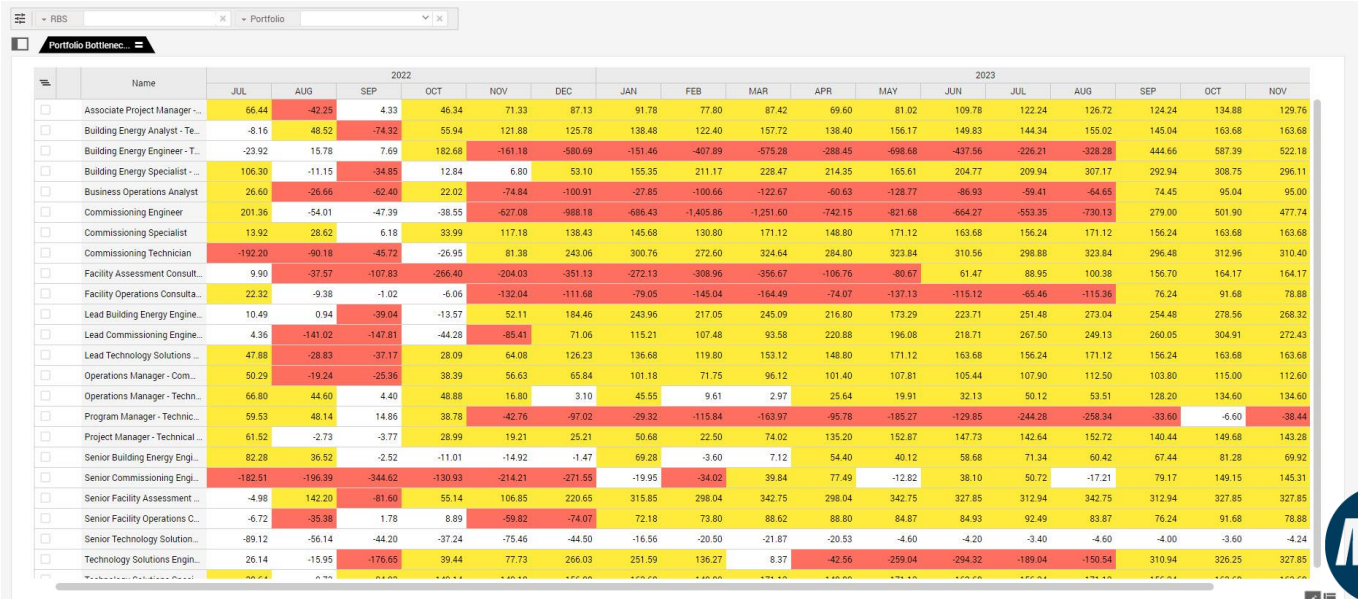 RBS Portfolio
Portfolio Bottlenec...
Name 2022 2023
JUL AUG SEP OCT NOV DEC JAN FEB MAR APR MAY JUN JUL AUG SEP OCT NOV
Associate Project Manager -... 66.44 -42.25 4.33 46.34 71.33 87.13 91.78 77.80 87.42 69.60 81.02 109.78 122.24 126.72 124.24 134.88 129.76
Building Energy Analyst - Te... -8.16 48.52 -74.32 55.94 121.88 125.78 138.48 122.40 157.72 138.40 156.17 149.83 144.34 155.02 145.04 163.68 163.68
Building Energy Engineer - T... -23.92 15.78 7.69 182.68 -161.18 -580.69 -151.46 -407.89 -575.28 -288.45 -698.68 -437.56 -226.21 -328.28 444.66 587.39 522.18
Building Energy Specialist -... 106.30 -11.15 -34.85 12.84 6.80 53.10 155.35 211.17 228.47 214.35 165.61 204.77 209.94 307.17 292.94 308.75 296.11
Business Operations Analyst 26.60 -26.66 -62.40 22.02 -74.84 -100.91 -27.85 -100.66 -122.67 -60.63 -128.77 -86.93 -59.41 -64.65 74.45 95.04 95.00
Commissioning Engineer 201.36 -54.01 -47.39 -38.55 -627.08 -988.18 -686.43 -1,405.86 -1,251.60 -742.15 -821.68 -664.27 -553.35 -730.13 279.00 501.90 477.74
Commissioning Specialist 13.92 28.62 6.18 33.99 117.18 138.43 145.68 130.80 171.12 148.80 171.12 163.68 156.24 171.12 156.24 163.68 163.68
Commissioning Technician -192.20 -90.18 -45.72 -26.95 81.38 243.06 300.76 272.60 324.64 284.80 323.84 310.56 298.88 323.84 296.48 312.96 310.40
Facility Assessment Consult... 9.90 -37.57 -107.83 -266.40 -204.03 -351.13 -272.13 -308.96 -356.67 -106.76 -80.67 61.47 88.95 100.38 156.70 164.17 164.17
Facility Operations Consulta... 22.32 -9.38 -1.02 -6.06 -132.04 -111.68 -79.05 -145.04 -164.49 -74.07 -137.13 -115.12 -65.46 -115.36 76.24 91.68 78.88
Lead Building Energy Engine... 10.49 0.94 -39.04 -13.57 52.11 184.46 243.96 217.05 245.09 216.80 173.29 223.71 251.48 273.04 254.48 278.56 268.32
Lead Commissioning Engine... 4.36 -141.02 -147.81 -44.28 -85.41 71.06 115.21 107.48 93.58 220.88 196.08 218.71 267.50 249.13 260.05 304.91 272.43
Lead Technology Solutions ... 47.88 -28.83 -37.17 28.09 64.08 126.23 136.68 119.80 153.12 148.80 171.12 163.68 156.24 171.12 156.24 163.68 163.68
Operations Manager - Com... 50.29 -19.24 -25.36 38.39 56.63 65.84 101.18 71.75 96.12 101.40 107.81 105.44 107.90 112.50 103.80 115.00 112.60
Operations Manager - Techn... 66.80 44.60 4.40 48.88 16.80 3.10 45.55 9.61 2.97 25.64 19.91 32.13 50.12 53.51 128.20 134.60 134.60
Program Manager - Technic... 59.53 48.14 14.86 38.78 -42.76 -97.02 -29.32 -115.84 -163.97 -95.78 -185.27 -129.85 -244.28 -258.34 -33.60 -6.60 -38.44
Project Manager - Technical ... 61.52 -2.73 -3.77 28.99 19.21 25.21 50.68 22.50 74.02 135.20 152.87 147.73 142.64 152.72 140.44 149.68 143.28
Senior Building Energy Engi... 82.28 36.52 -2.52 -11.01 -14.92 -1.47 69.28 -3.60 7.12 54.40 40.12 58.68 71.34 60.42 67.44 81.28 69.92
Senior Commissioning Engi... -182.51 -196.39 -344.62 -130.93 -214.21 -271.55 -19.95 -34.02 39.84 77.49 -12.82 38.10 50.72 -17.21 79.17 149.15 145.31
Senior Facility Assessment ... -4.98 142.20 -81.60 55.14 106.85 220.65 315.85 298.04 342.75 298.04 342.75 327.85 312.94 342.75 312.94 327.85 327.85
Senior Facility Operations C... -6.72 -35.38 1.78 8.89 -59.82 -74.07 72.18 73.80 88.62 88.80 84.87 84.93 92.49 83.87 76.24 91.68 78.88
Senior Technology Solution... -89.12 -56.14 -44.20 -37.24 -75.46 -44.50 -16.56 -20.50 -21.87 -20.53 -4.60 -4.20 -3.40 -4.60 -4.00 -3.60 -4.24
Technology Solutions Engin... 26.14 -15.95 -176.65 39.44 77.73 266.03 251.59 136.27 8.37 -42.56 -259.04 -294.32 -189.04 -150.54 310.94 326.25 327.85